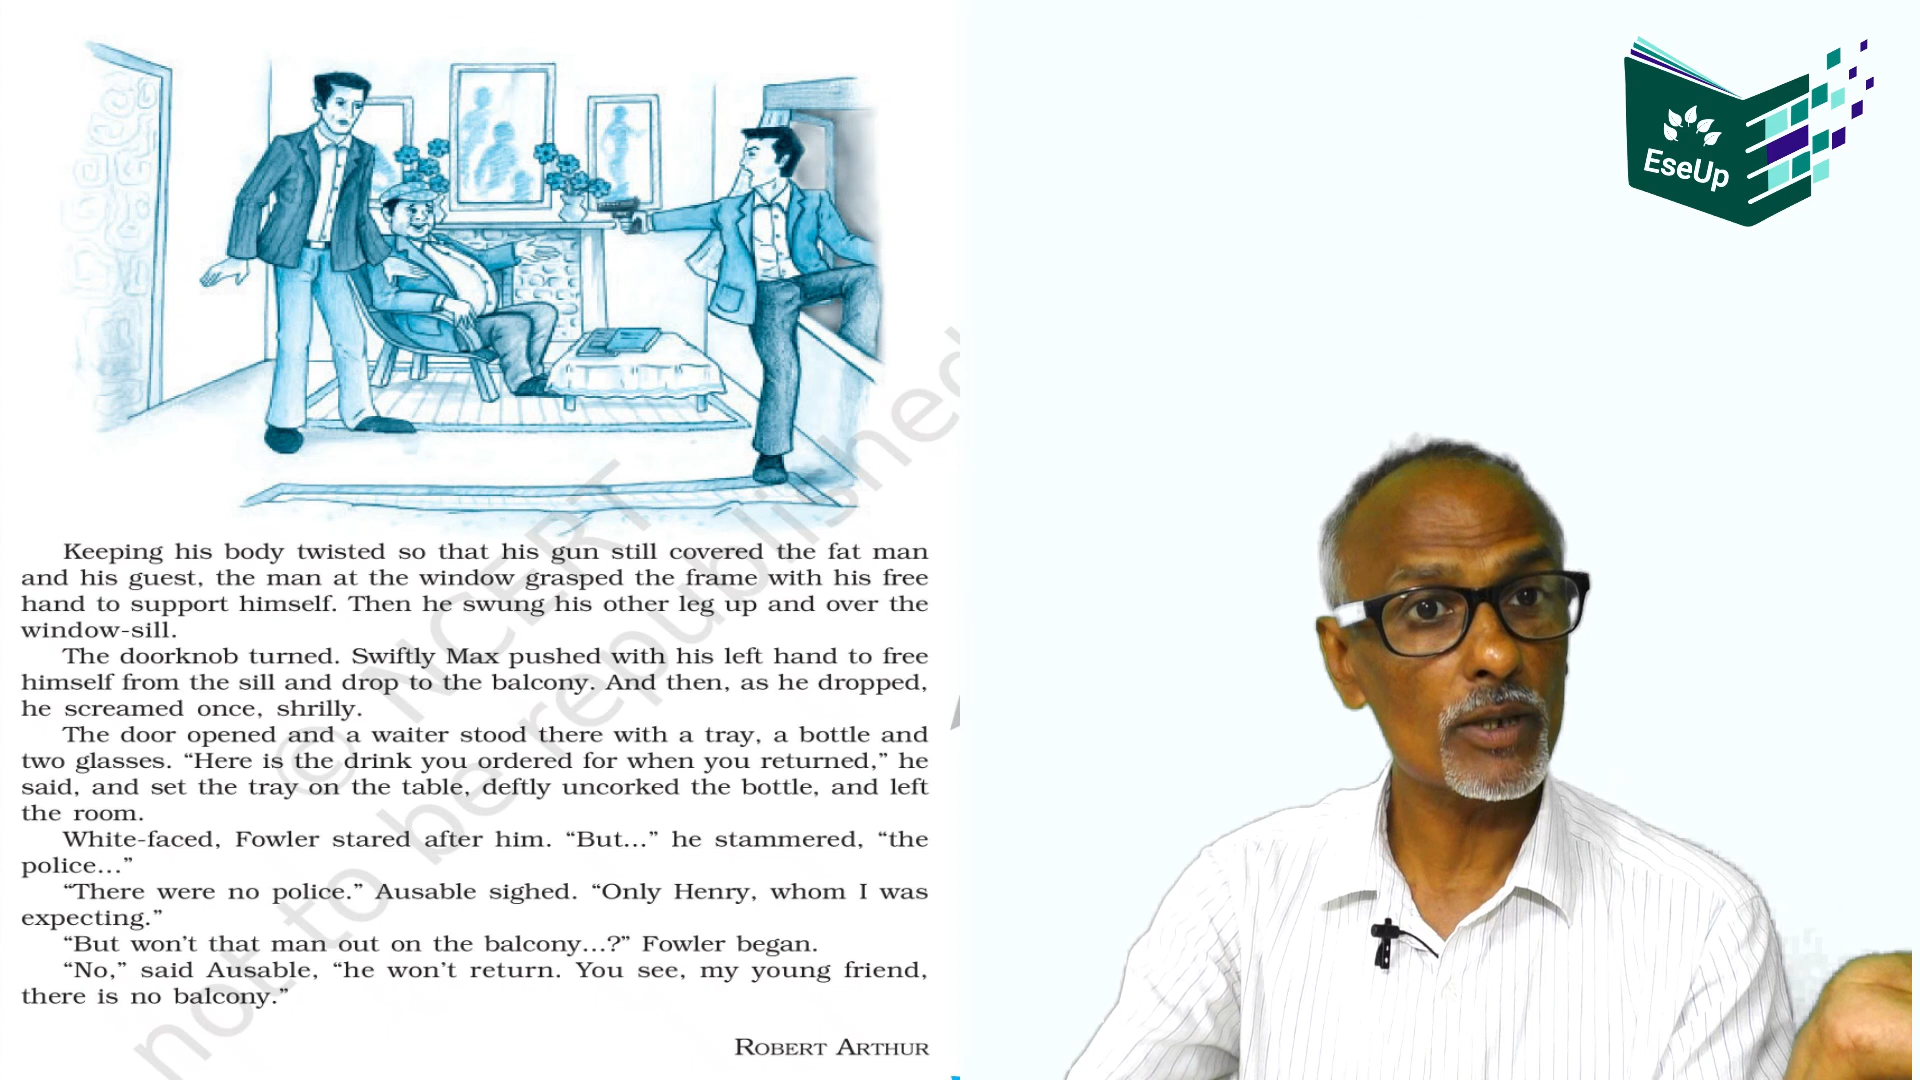 EseUp
Keeping his body twisted so that his gun still covered the fat man
and his guest, the man at the window grasped the frame with his free
hand to support himself. Then he swung his other leg up and over the
window-sill.
The doorknob turned. Swiftly Max pushed with his left hand to free
himself from the sill and drop to the balcony. And then, as he dropped,
he screamed once, shrilly.
The door opened and a waiter stood there with a tray, a bottle and
two glasses. “Here is the drink you ordered for when you returned,” he
said, and set the tray on the table, deftly uncorked the bottle, and left
the room.
White-faced, Fowler stared after him. “But...” he stammered, “the
police...”
“There were no police.” Ausable sighed. “Only Henry, whom I was
expecting.”
“But won’t that man out on the balcony...?” Fowler began.
“No,” said Ausable, “he won’t return. You see, my young friend,
there is no balcony.”
ROBERT ARTHUR
© NCERT
not to be republished